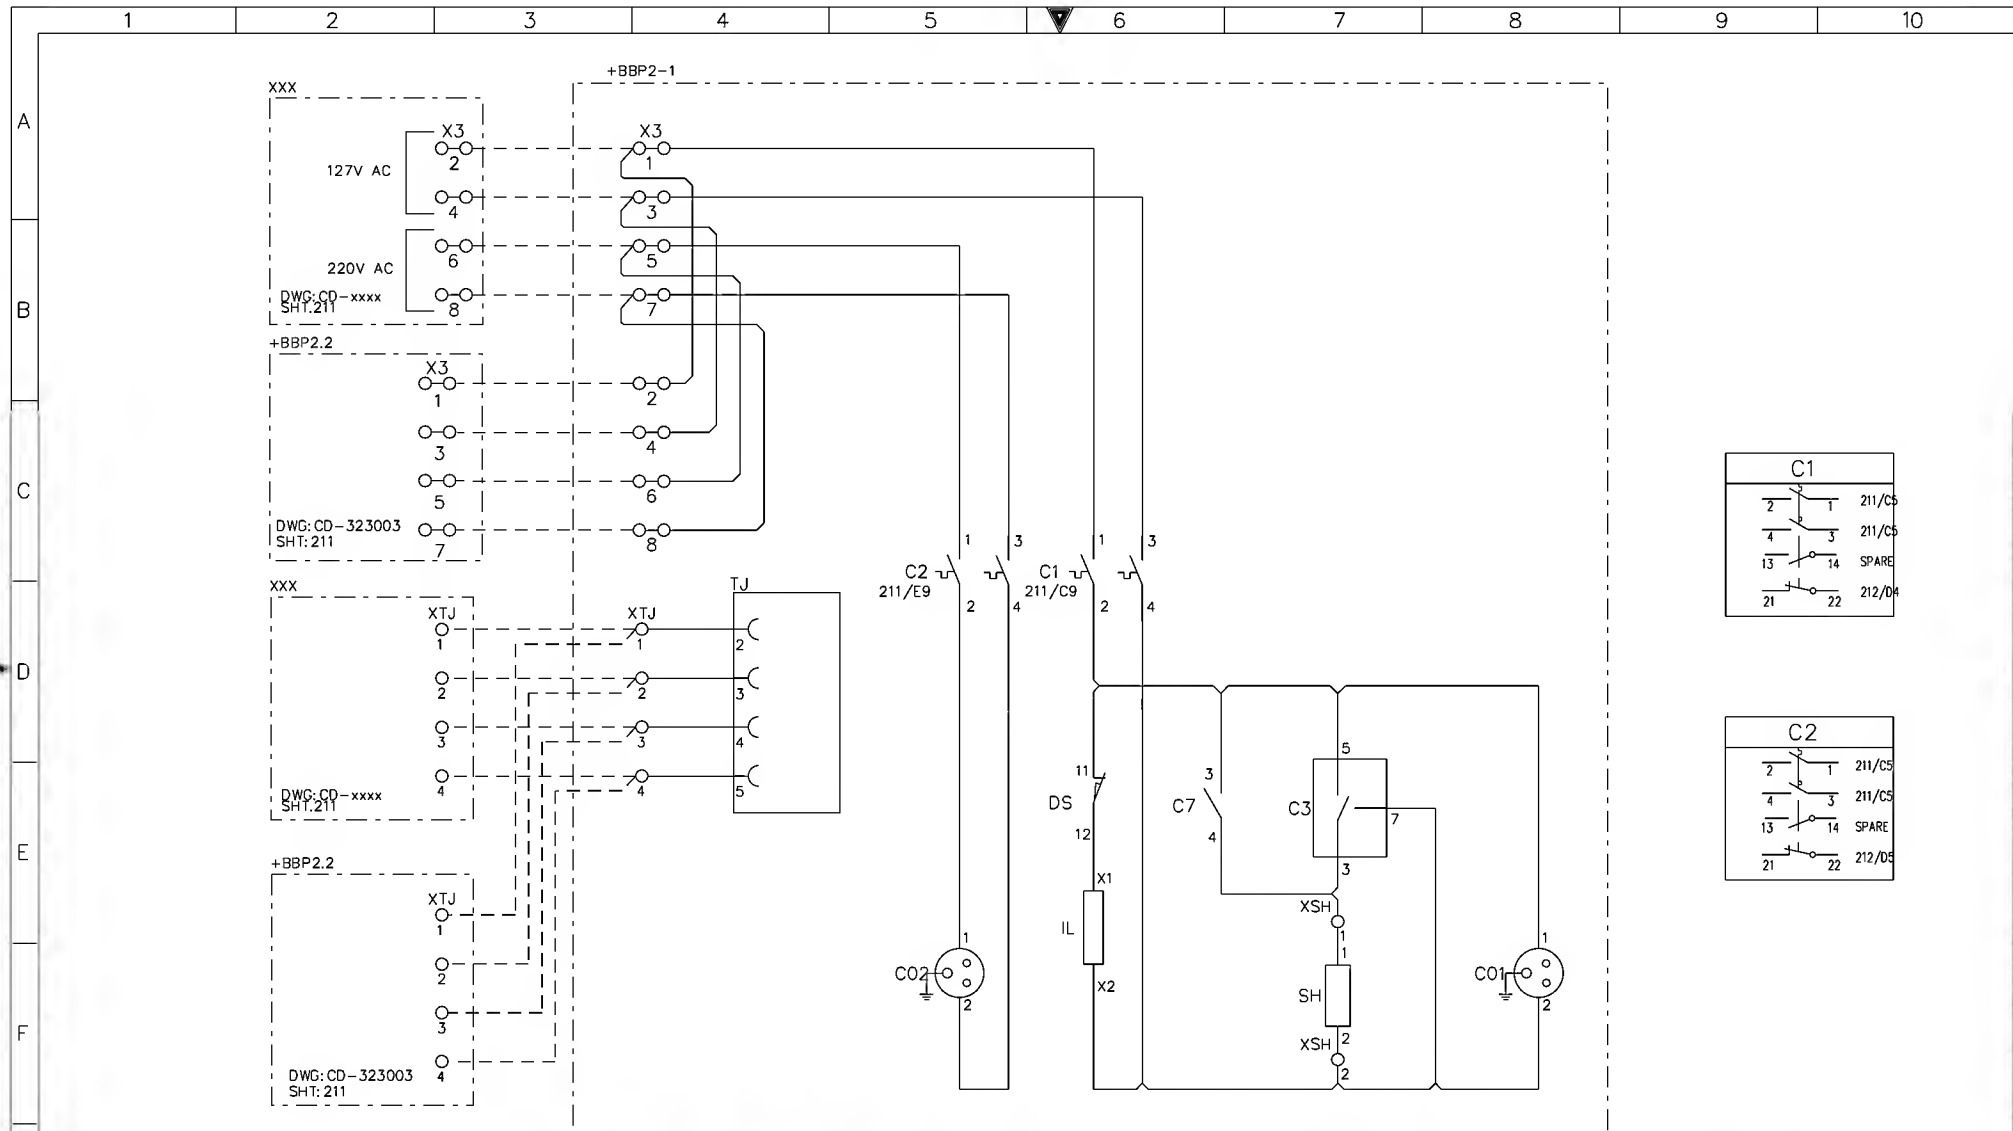 1 2 3 4 5 6 7 8 9 10
A
B
C
D
E
F
XXX
127V AC
220V AC
DWG:CD-xxxx
SHT.211
X3
2
4
6
8
+BBP2.2
X3
1
3
5
7
DWG:CD-323003
SHT:211
XXX
XTJ
1
2
3
4
DWG:CD-xxxx
SHT.211
+BBP2.2
XTJ
1
2
3
4
DWG:CD-323003
SHT:211
+BBP2-1
X3
1
3
5
7
2
4
6
8
XTJ
1
2
3
4
TJ
2
3
4
5
C2
211/E9
1 3
2 4
C1
211/C9
1 3
2 4
CO2
1
2
11
DS
12
X1
IL
X2
3
C7
4
5
C3
7
3
XSH
1
1
SH
2
XSH
2
CO1
1
2
C1
2 1 211/C5
4 3 211/C5
13 14 SPARE
21 22 212/D4
C2
2 1 211/C5
4 3 211/C5
13 14 SPARE
21 22 212/D5